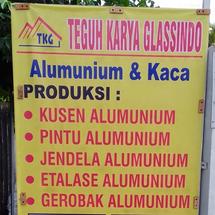 TEGUH KARYA GLASSINDO
TKG
Alumunium & Kaca
PRODUKSI :
KUSEN ALUMUNIUM
PINTU ALUMUNIUM
JENDELA ALUMUNIUM
ETALASE ALUMUNIUM
GEROBAK ALUMUNIUM